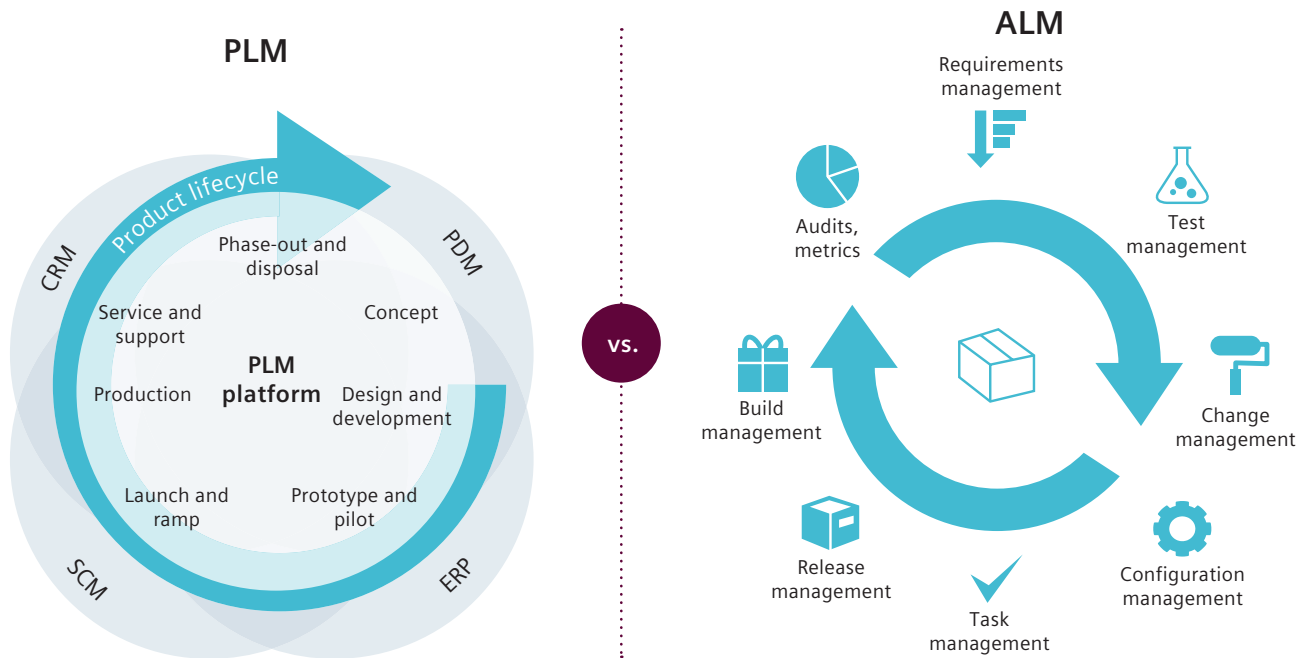 PLM
Product lifecycle
CRM
PDM
SCM
ERP
Phase-out and
disposal
Concept
Design and
development
Prototype and
pilot
Launch and
ramp
Production
Service and
support
PLM
platform
vs.
ALM
Requirements
management
Test
management
Change
management
Configuration
management
Task
management
Release
management
Build
management
Audits,
metrics